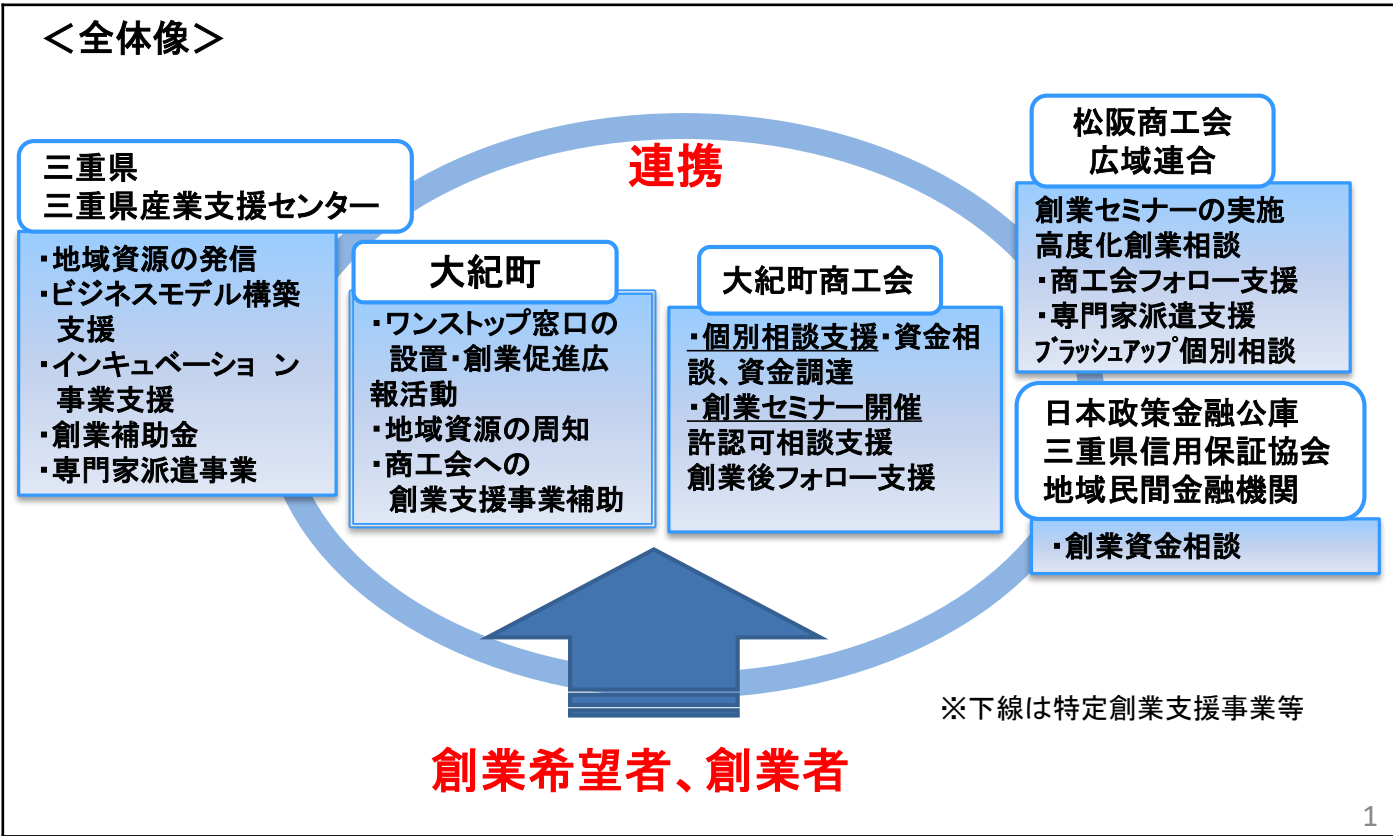 ＜全体像＞
連携
三重県
三重県産業支援センター
・地域資源の発信
・ビジネスモデル構築
支援
・インキュベーショ ン
事業支援
・創業補助金
・専門家派遣事業
大紀町
・ワンストップ窓口の
設置・創業促進広
報活動
・地域資源の周知
・商工会への
創業支援事業補助
大紀町商工会
・個別相談支援・資金相
談、資金調達
・創業セミナー開催
許認可相談支援
創業後フォロー支援
松阪商工会
広域連合
創業セミナーの実施
高度化創業相談
・商工会フォロー支援
・専門家派遣支援
ﾌﾞﾗｯｼｭｱｯﾌﾟ個別相談
日本政策金融公庫
三重県信用保証協会
地域民間金融機関
・創業資金相談
※下線は特定創業支援事業等
創業希望者、創業者
1